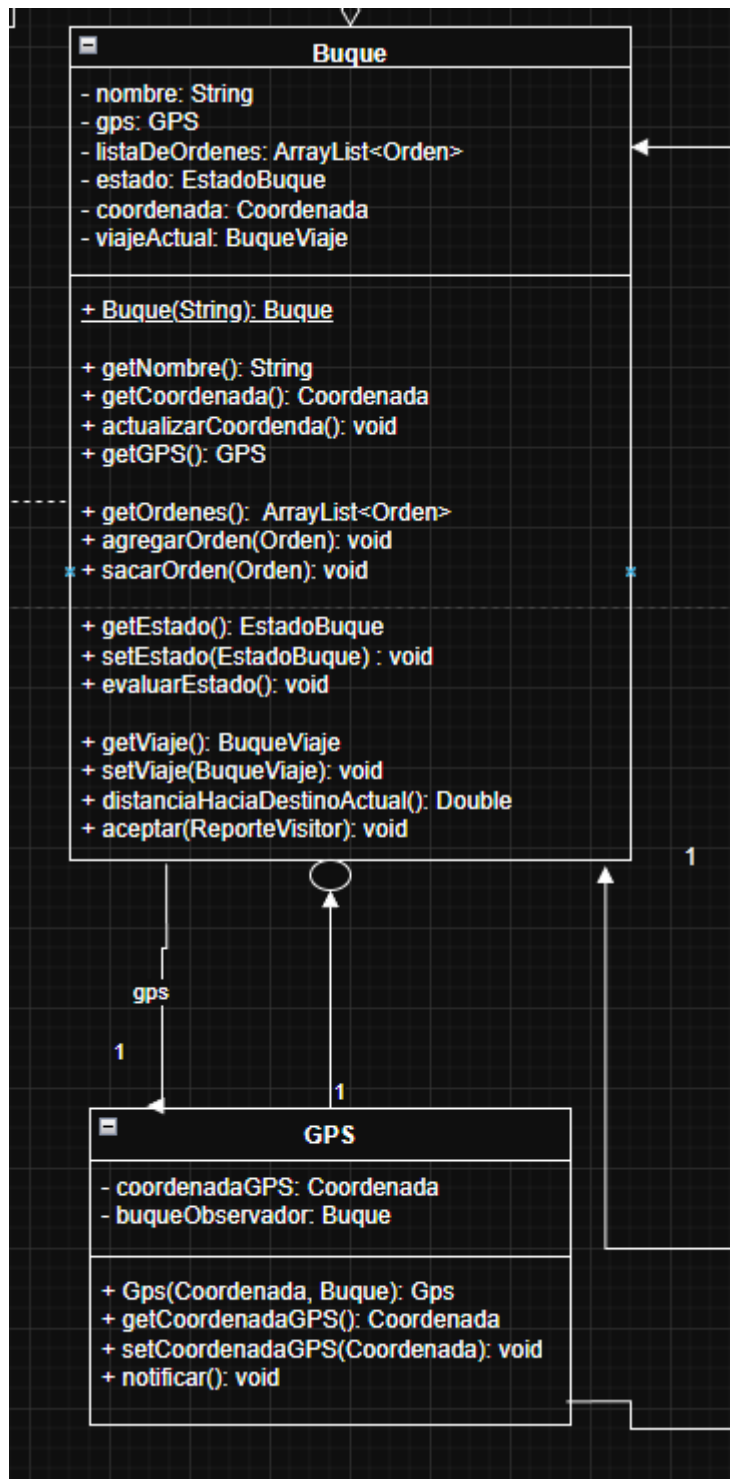 Buque
- nombre: String
- gps: GPS
- listaDeOrdenes: ArrayList<Orden>
- estado: EstadoBuque
- coordenada: Coordenada
- viajeActual: BuqueViaje
+ Buque(String): Buque
+ getNombre(): String
+ getCoordenada(): Coordenada
+ actualizarCoordenda(): void
+ getGPS(): GPS
+ getOrdenes(): ArrayList<Orden>
+ agregarOrden(Orden): void
+ sacarOrden(Orden): void
+ getEstado(): EstadoBuque
+ setEstado(EstadoBuque) : void
+ evaluarEstado(): void
+ getViaje(): BuqueViaje
+ setViaje(BuqueViaje): void
+ distanciaHaciaDestinoActual(): Double
+ aceptar(ReporteVisitor): void
1
gps
1
1
GPS
- coordenadaGPS: Coordenada
- buqueObservador: Buque
+ Gps(Coordenada, Buque): Gps
+ getCoordenadaGPS(): Coordenada
+ setCoordenadaGPS(Coordenada): void
+ notificar(): void